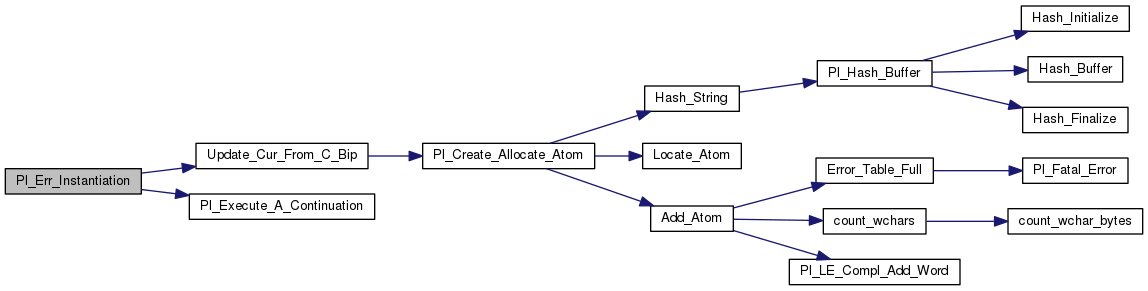 Pl_Err_Instantiation
Update_Cur_From_C_Bip
Pl_Execute_A_Continuation
Pl_Create_Allocate_Atom
Hash_String
Locate_Atom
Add_Atom
Pl_Hash_Buffer
Error_Table_Full
count_wchars
Pl_LE_Compl_Add_Word
Hash_Initialize
Hash_Buffer
Hash_Finalize
Pl_Fatal_Error
count_wchar_bytes